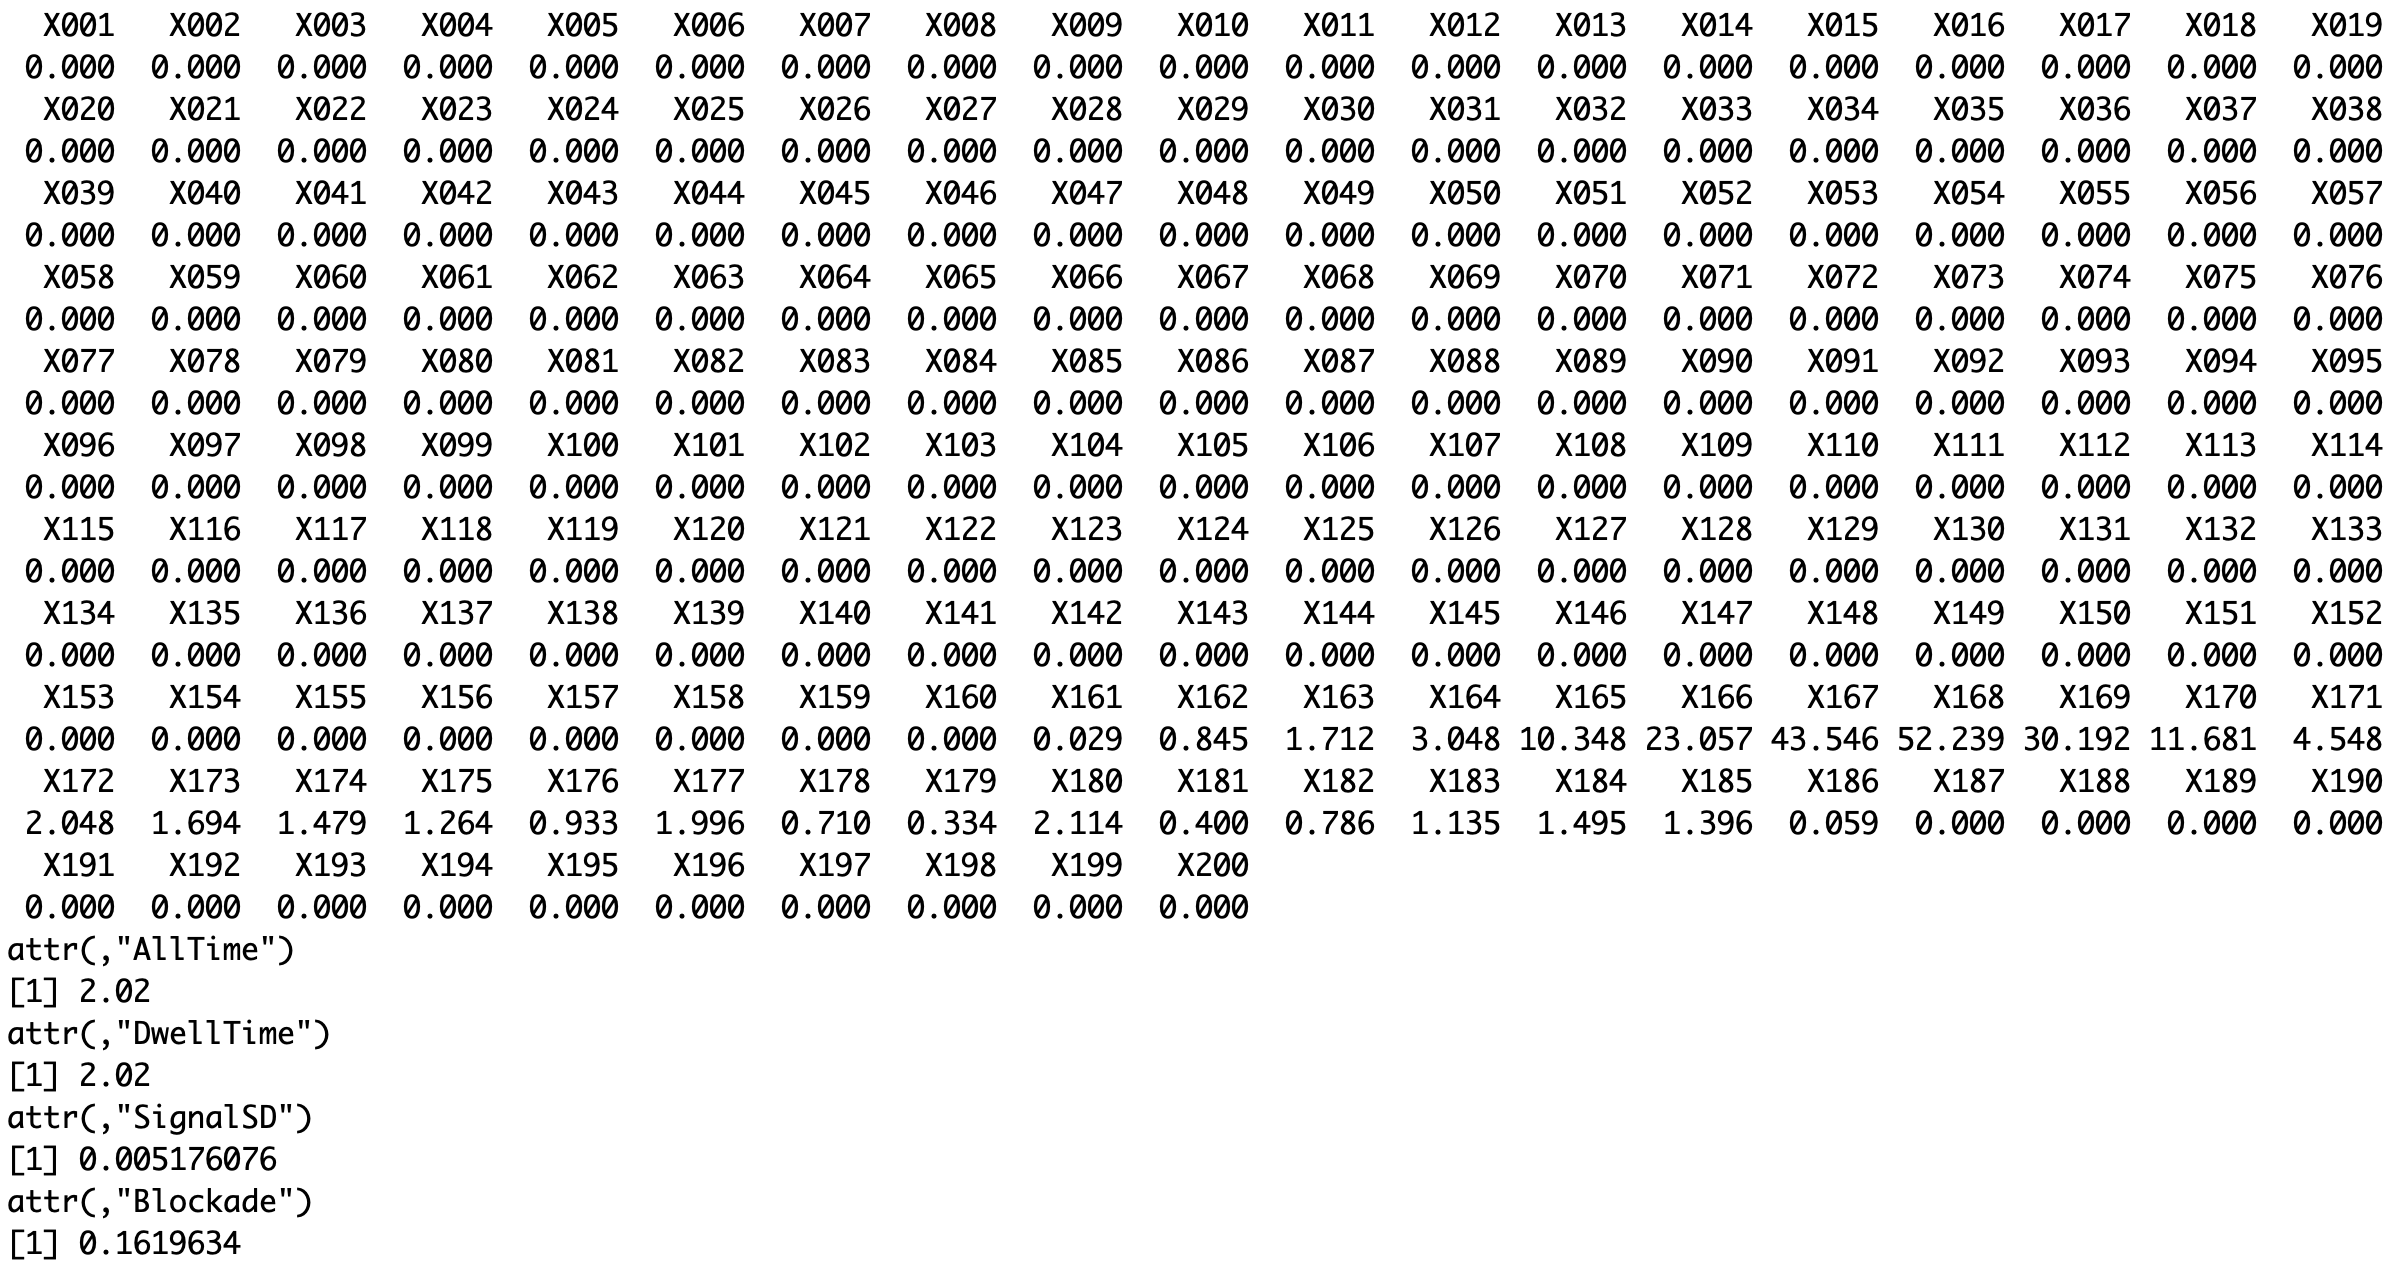 X001 X002 X003 X004 X005 X006 X007 X008 X009 X010 X011 X012 X013 X014 X015 X016 X017 X018 X019
0.000 0.000 0.000 0.000 0.000 0.000 0.000 0.000 0.000 0.000 0.000 0.000 0.000 0.000 0.000 0.000 0.000 0.000 0.000
X020 X021 X022 X023 X024 X025 X026 X027 X028 X029 X030 X031 X032 X033 X034 X035 X036 X037 X038
0.000 0.000 0.000 0.000 0.000 0.000 0.000 0.000 0.000 0.000 0.000 0.000 0.000 0.000 0.000 0.000 0.000 0.000 0.000
X039 X040 X041 X042 X043 X044 X045 X046 X047 X048 X049 X050 X051 X052 X053 X054 X055 X056 X057
0.000 0.000 0.000 0.000 0.000 0.000 0.000 0.000 0.000 0.000 0.000 0.000 0.000 0.000 0.000 0.000 0.000 0.000 0.000
X058 X059 X060 X061 X062 X063 X064 X065 X066 X067 X068 X069 X070 X071 X072 X073 X074 X075 X076
0.000 0.000 0.000 0.000 0.000 0.000 0.000 0.000 0.000 0.000 0.000 0.000 0.000 0.000 0.000 0.000 0.000 0.000 0.000
X077 X078 X079 X080 X081 X082 X083 X084 X085 X086 X087 X088 X089 X090 X091 X092 X093 X094 X095
0.000 0.000 0.000 0.000 0.000 0.000 0.000 0.000 0.000 0.000 0.000 0.000 0.000 0.000 0.000 0.000 0.000 0.000 0.000
X096 X097 X098 X099 X100 X101 X102 X103 X104 X105 X106 X107 X108 X109 X110 X111 X112 X113 X114
0.000 0.000 0.000 0.000 0.000 0.000 0.000 0.000 0.000 0.000 0.000 0.000 0.000 0.000 0.000 0.000 0.000 0.000 0.000
X115 X116 X117 X118 X119 X120 X121 X122 X123 X124 X125 X126 X127 X128 X129 X130 X131 X132 X133
0.000 0.000 0.000 0.000 0.000 0.000 0.000 0.000 0.000 0.000 0.000 0.000 0.000 0.000 0.000 0.000 0.000 0.000 0.000
X134 X135 X136 X137 X138 X139 X140 X141 X142 X143 X144 X145 X146 X147 X148 X149 X150 X151 X152
0.000 0.000 0.000 0.000 0.000 0.000 0.000 0.000 0.000 0.000 0.000 0.000 0.000 0.000 0.000 0.000 0.000 0.000 0.000
X153 X154 X155 X156 X157 X158 X159 X160 X161 X162 X163 X164 X165 X166 X167 X168 X169 X170 X171
0.000 0.000 0.000 0.000 0.000 0.000 0.000 0.000 0.029 0.845 1.712 3.048 10.348 23.057 43.546 52.239 30.192 11.681 4.548
X172 X173 X174 X175 X176 X177 X178 X179 X180 X181 X182 X183 X184 X185 X186 X187 X188 X189 X190
2.048 1.694 1.479 1.264 0.933 1.996 0.710 0.334 2.114 0.400 0.786 1.135 1.495 1.396 0.059 0.000 0.000 0.000 0.000
X191 X192 X193 X194 X195 X196 X197 X198 X199 X200
0.000 0.000 0.000 0.000 0.000 0.000 0.000 0.000 0.000 0.000
attr(,"AllTime")
[1] 2.02
attr(,"DwellTime")
[1] 2.02
attr(,"SignalSD")
[1] 0.005176076
attr(,"Blockade")
[1] 0.1619634